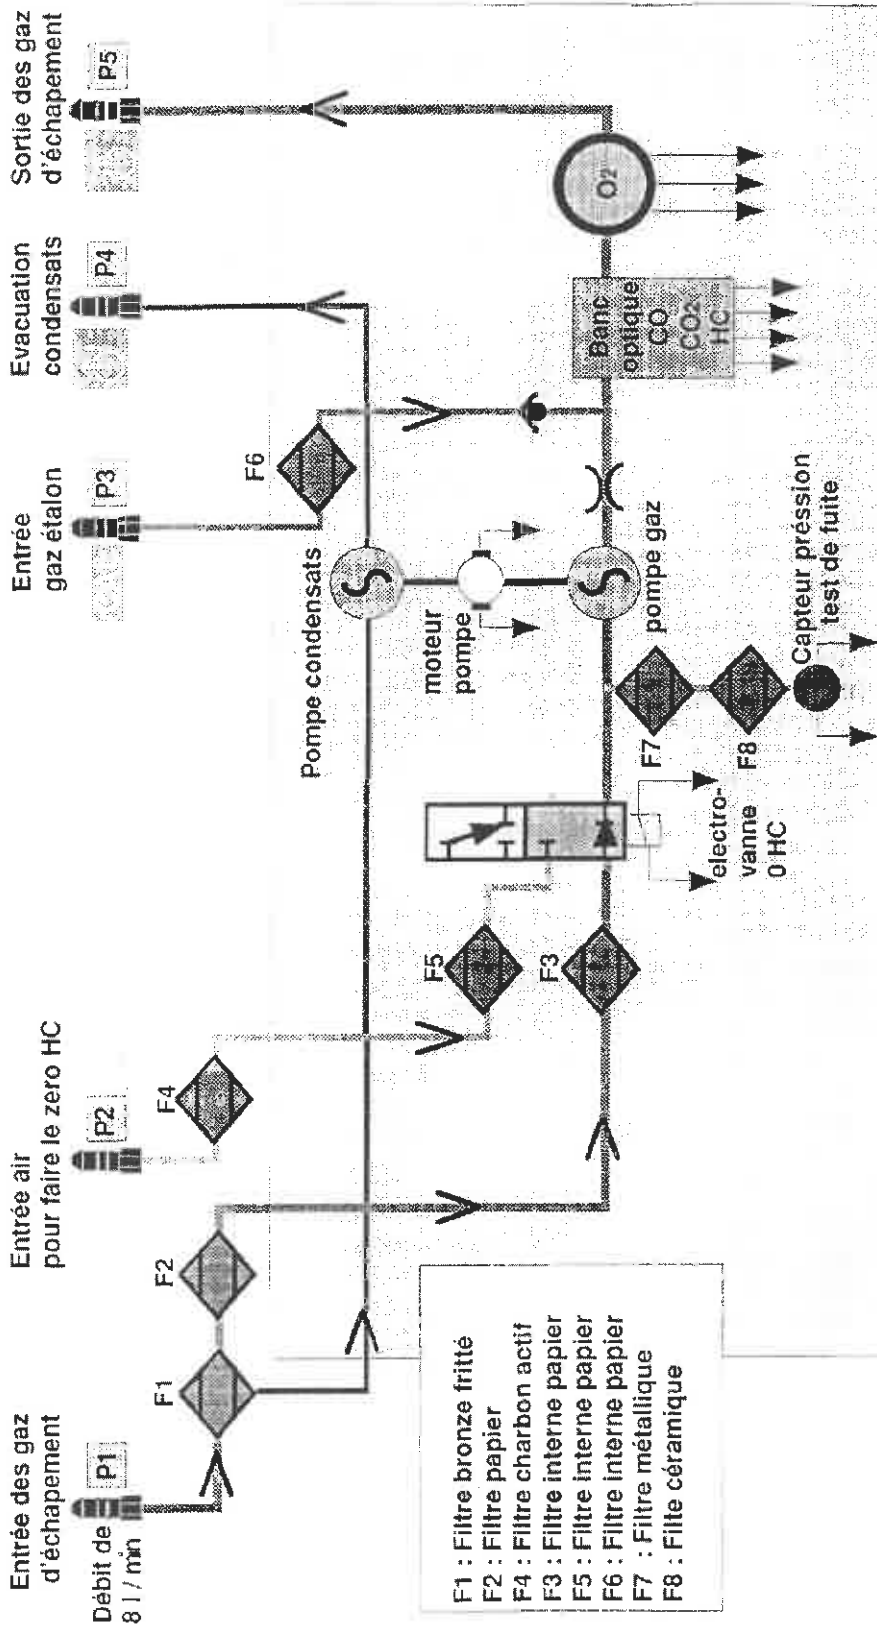 Entrée des gaz
d'échapement
P1
Débit de
8 l / min
Entrée air
pour faire le zero HC
P2
Entrée
gaz étalon
P3
Evacuation
condensats
P4
Sortie des gaz
d'échapement
P5
F1
F2
F4
F5
F3
F6
Pompe condensats
moteur
pompe
pompe gaz
electro-
vanne
0 HC
F7
F8
Capteur préssion
test de fuite
Banc
optique
CO
CO2
HC
O2
F1 : Filtre bronze fritté
F2 : Filtre papier
F4 : Filtre charbon actif
F3 : Filtre interne papier
F5 : Filtre interne papier
F6 : Filtre interne papier
F7 : Filtre métallique
F8 : Filte céramique